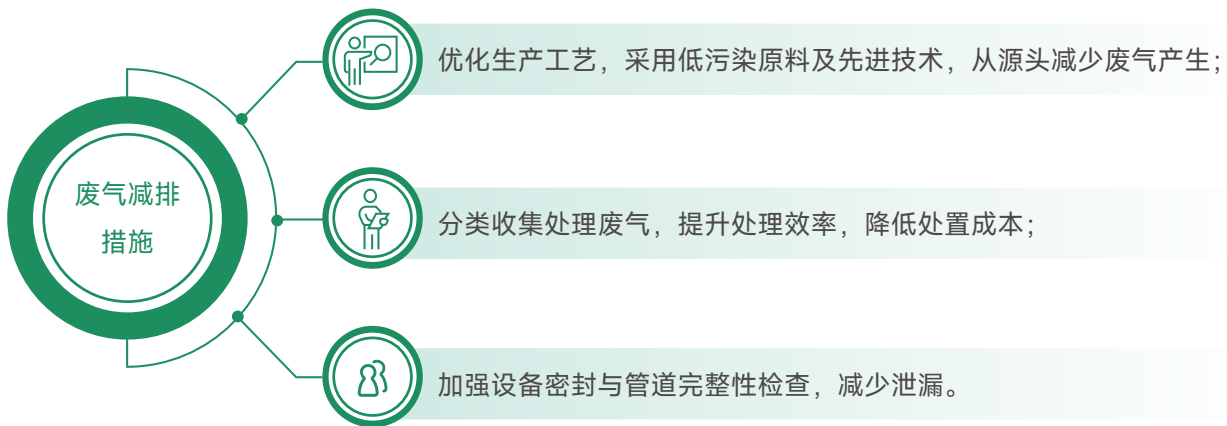 废气减排
措施
优化生产工艺，采用低污染原料及先进技术，从源头减少废气产生；
分类收集处理废气，提升处理效率，降低处置成本；
加强设备密封与管道完整性检查，减少泄漏。